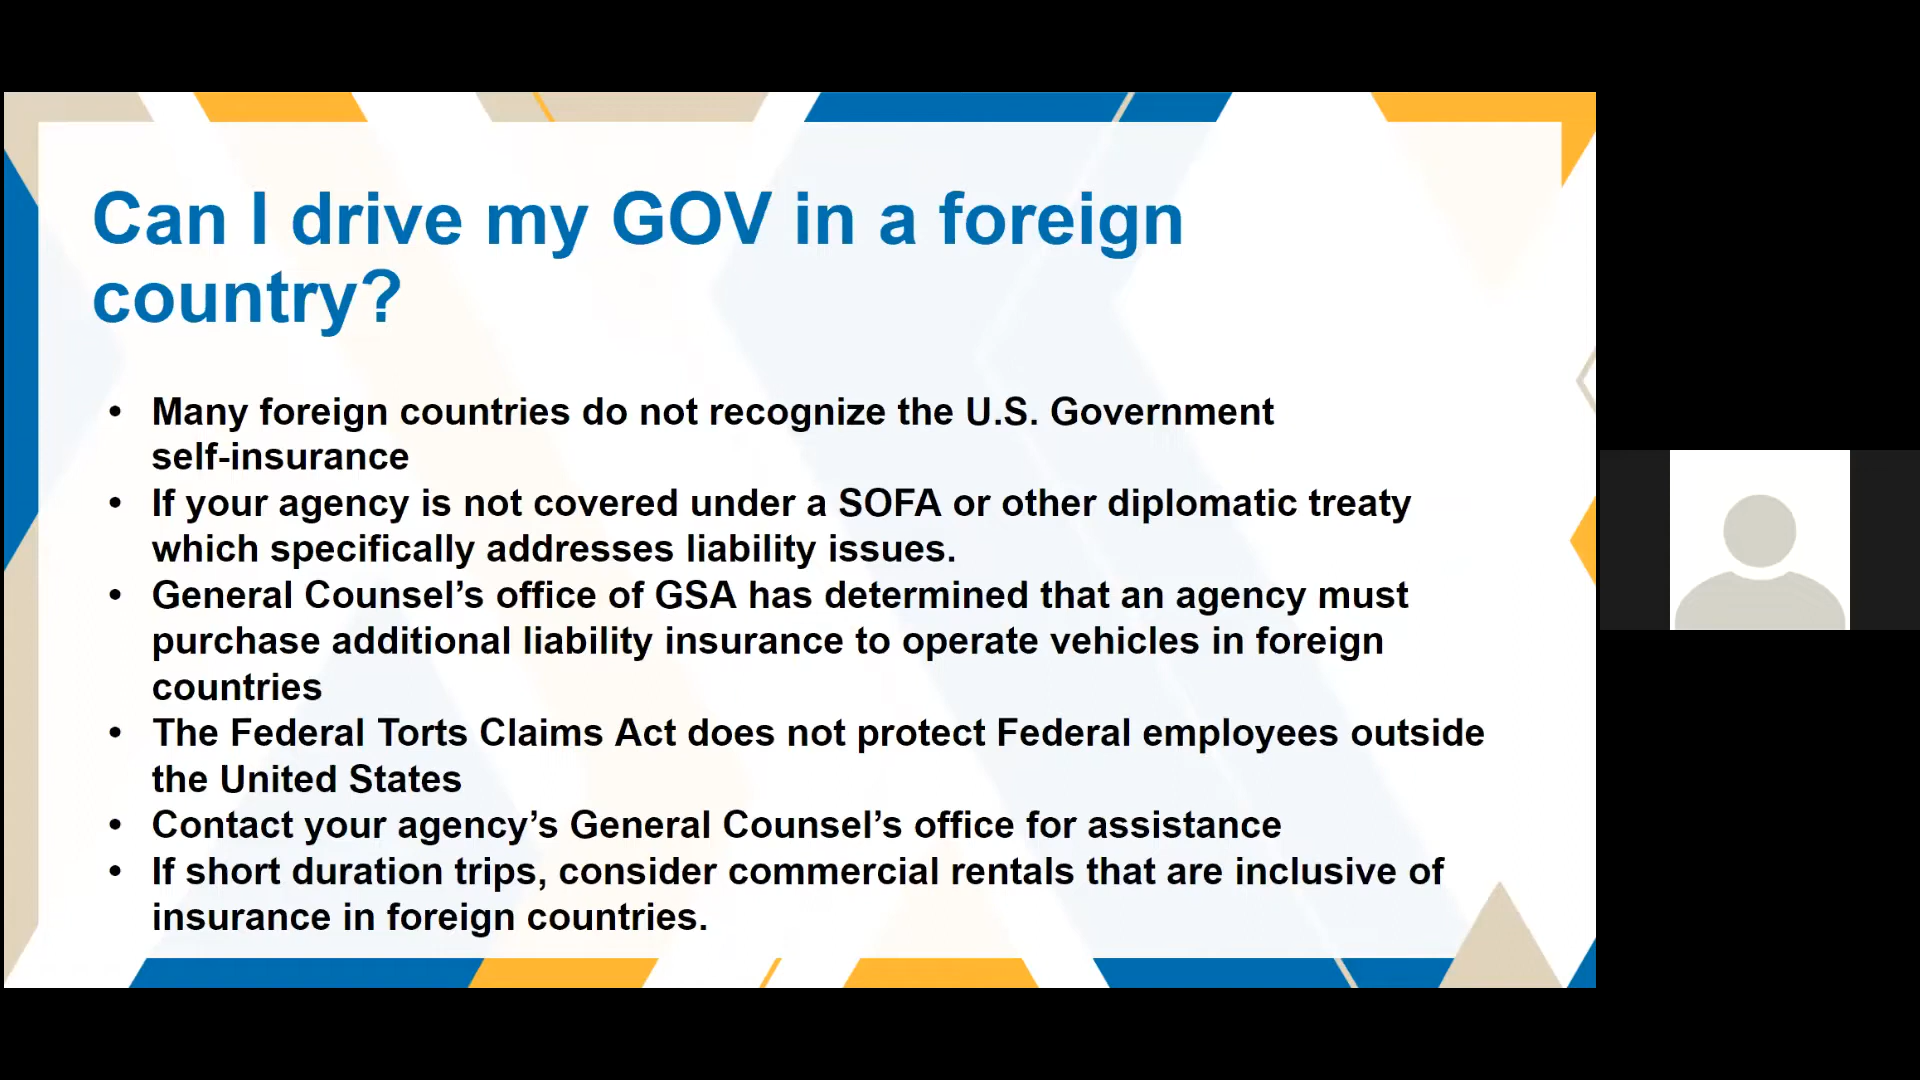 Can I drive my GOV in a foreign
country?
• Many foreign countries do not recognize the U.S. Government
self-insurance
• If your agency is not covered under a SOFA or other diplomatic treaty
which specifically addresses liability issues.
• General Counsel’s office of GSA has determined that an agency must
purchase additional liability insurance to operate vehicles in foreign
countries
• The Federal Torts Claims Act does not protect Federal employees outside
the United States
• Contact your agency’s General Counsel’s office for assistance
• If short duration trips, consider commercial rentals that are inclusive of
insurance in foreign countries.